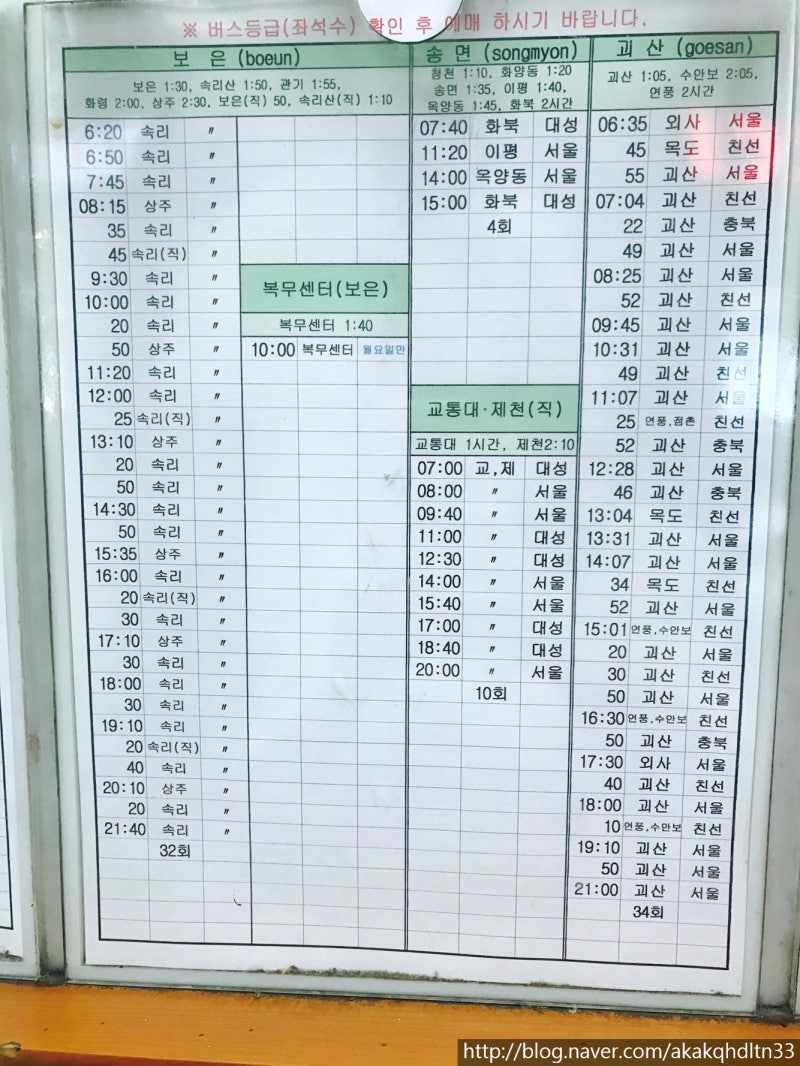 ※ 버스등급(좌석수) 확인 후 예매 하시기 바랍니다.
보 은 (boeun)
보은 1:30, 속리산 1:50, 관기 1:55,
화령 2:00, 상주 2:30, 보은(직) 50, 속리산(직) 1:10
6:20 속리 〃
6:50 속리 〃
7:45 속리 〃
08:15 상주 〃
35 속리 〃
45 속리(직) 〃
9:30 속리 〃
10:00 속리 〃
20 속리 〃
50 상주 〃
11:20 속리 〃
12:00 속리 〃
25 속리(직) 〃
13:10 상주 〃
20 속리 〃
50 속리 〃
14:30 속리 〃
50 속리 〃
15:35 상주 〃
16:00 속리 〃
20 속리(직) 〃
30 속리 〃
17:10 상주 〃
30 속리 〃
18:00 속리 〃
30 속리 〃
19:10 속리 〃
20 속리(직) 〃
40 속리 〃
20:10 상주 〃
20 속리 〃
21:40 속리 〃
32회
복무센터(보은)
복무센터 1:40
10:00 복무센터 월요일만
송 면 (songmyon)
청천 1:10, 화양동 1:20
송면 1:35, 이평 1:40,
옥양동 1:45, 화북 2시간
07:40 화북 대성
11:20 이평 서울
14:00 옥양동 서울
15:00 화북 대성
4회
교통대·제천(직)
교통대 1시간, 제천2:10
07:00 교,제 대성
08:00 〃 서울
09:40 〃 서울
11:00 〃 대성
12:30 〃 대성
14:00 〃 서울
15:40 〃 서울
17:00 〃 대성
18:40 〃 대성
20:00 〃 서울
10회
괴 산 (goesan)
괴산 1:05, 수안보 2:05,
연풍 2시간
06:35 외사 서울
45 목도 친선
55 괴산 서울
07:04 괴산 친선
22 괴산 충북
49 괴산 서울
08:25 괴산 서울
52 괴산 친선
09:45 괴산 서울
10:31 괴산 서울
49 괴산 친선
11:07 괴산 서울
25 연풍,점촌 친선
52 괴산 충북
12:28 괴산 서울
46 괴산 충북
13:04 목도 친선
13:31 괴산 서울
14:07 괴산 서울
34 목도 친선
52 괴산 서울
15:01 연풍,수안보 친선
20 괴산 서울
30 괴산 친선
50 괴산 서울
16:30 연풍,수안보 친선
50 괴산 충북
17:30 외사 서울
40 괴산 친선
18:00 괴산 서울
10 연풍,수안보 친선
19:10 괴산 서울
50 괴산 서울
21:00 괴산 서울
34회
http://blog.naver.com/akakqhdltn33